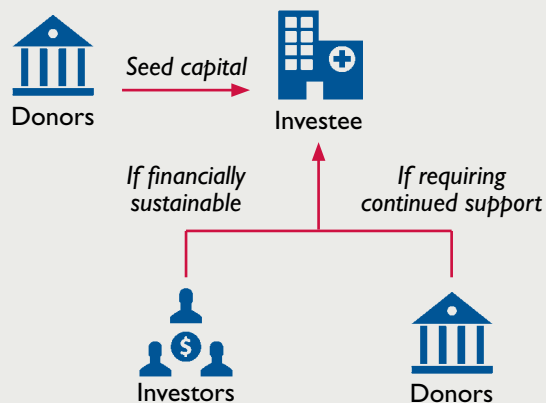 Seed capital
Donors
Investee
If financially
sustainable
If requiring
continued support
$
Investors
Donors